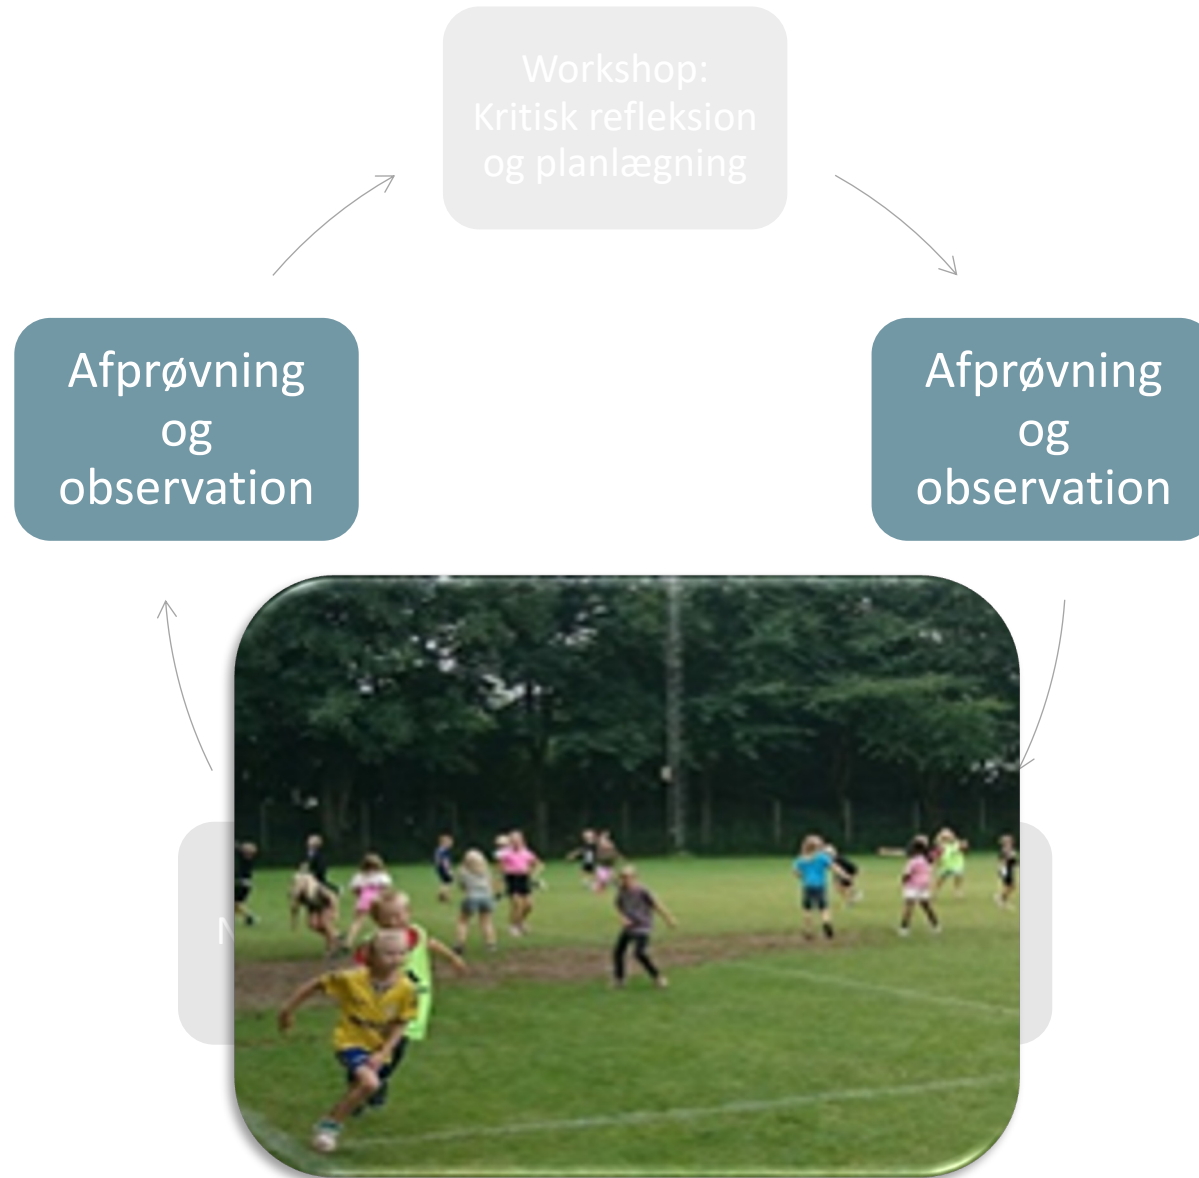 Workshop:
Kritisk refleksion
og planlægning
Afprøvning
og
observation
Afprøvning
og
observation